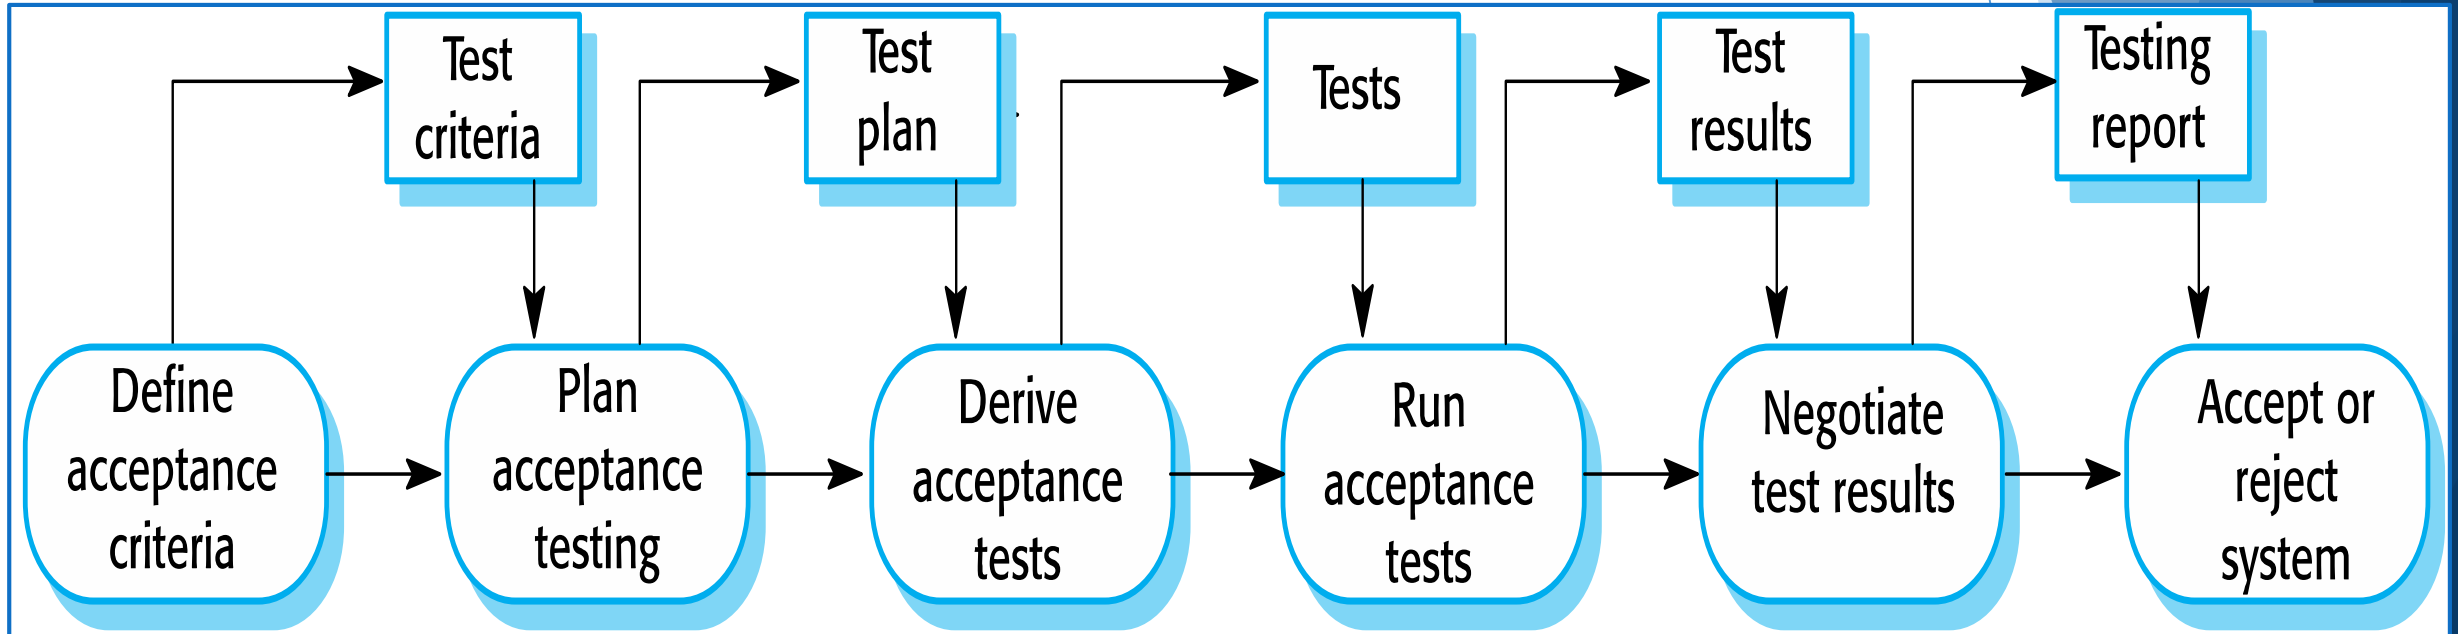 Test
criteria
Test
plan
Tests
Test
results
Testing
report
Define
acceptance
criteria
Plan
acceptance
testing
Derive
acceptance
tests
Run
acceptance
tests
Negotiate
test results
Accept or
reject
system